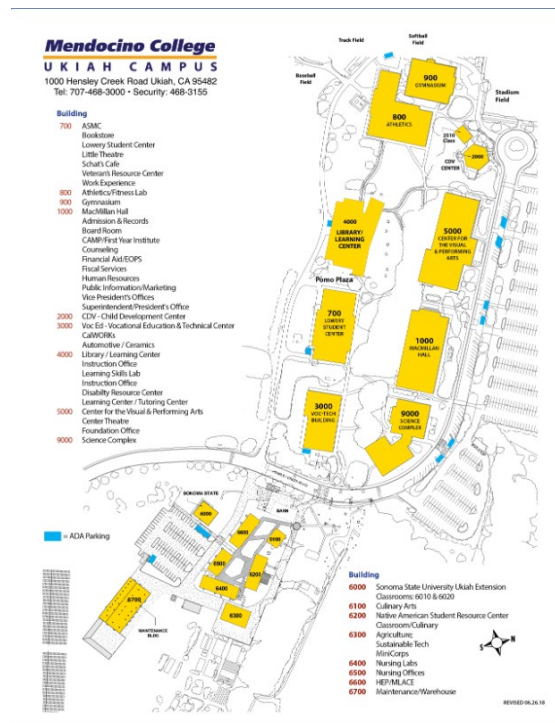 Mendocino College
UKIAH CAMPUS
1000 Hensley Creek Road Ukiah, CA 95482
Tel: 707-468-3000 • Security: 468-3155
Building
700 ASMC
Bookstore
Lowery Student Center
Little Theatre
Schat's Cafe
Veteran's Resource Center
Work Experience
800 Athletics/Fitness Lab
900 Gymnasium
1000 MacMillan Hall
Admission & Records
Board Room
CAMP/First Year Institute
Counseling
Financial Aid/EOPS
Fiscal Services
Human Resources
Public Information/Marketing
Vice President's Offices
Superintendent/President's Office
2000 CDV - Child Development Center
3000 Voc Ed - Vocational Education & Technical Center
CalWORKs
Automotive / Ceramics
4000 Library / Learning Center
Instruction Office
Learning Skills Lab
Instruction Office
Disabilty Resource Center
Learning Center / Tutoring Center
5000 Center for the Visual & Performing Arts
Center Theatre
Foundation Office
9000 Science Complex
Track Field
Softball
Field
Baseball
Field
Stadium
Field
900
GYMNASIUM
800
ATHLETICS
2010
Class
2000
CDV
CENTER
4000
LIBRARY/
LEARNING
CENTER
5000
CENTER FOR
THE VISUAL
& PERFORMING
ARTS
Pomo Plaza
700
LOWERY
STUDENT
CENTER
1000
MACMILLAN
HALL
3000
VOC-TECH
BUILDING
9000
SCIENCE
COMPLEX
SONOMA STATE
6000
BARN
6600
6100
6500
6200
6400
6300
6700
MAINTENANCE
BLDG
= ADA Parking
Building
6000 Sonoma State University Ukiah Extension
Classrooms: 6010 & 6020
6100 Culinary Arts
6200 Native American Student Resource Center
Classroom/Culinary
6300 Agriculture;
Sustainable Tech
MiniCorps
6400 Nursing Labs
6500 Nursing Offices
6600 HEP/MLACE
6700 Maintenance/Warehouse
S N
REVISED 06.26.18